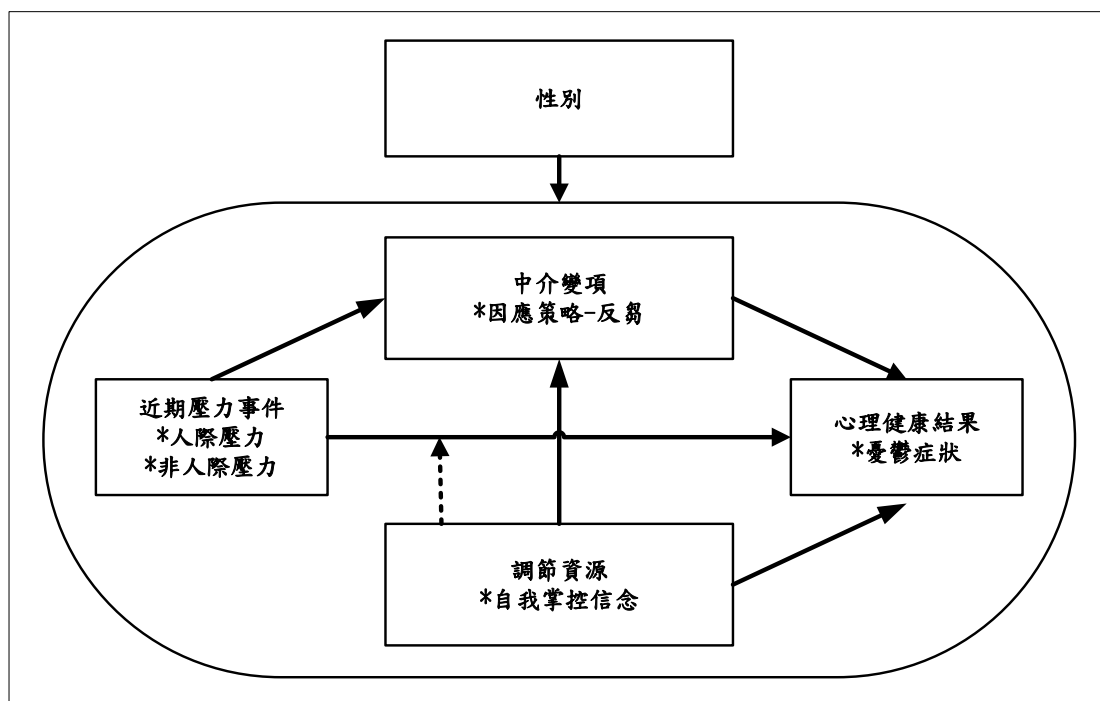 性別
中介變項
*因應策略-反芻
近期壓力事件
*人際壓力
*非人際壓力
心理健康結果
*憂鬱症狀
調節資源
*自我掌控信念